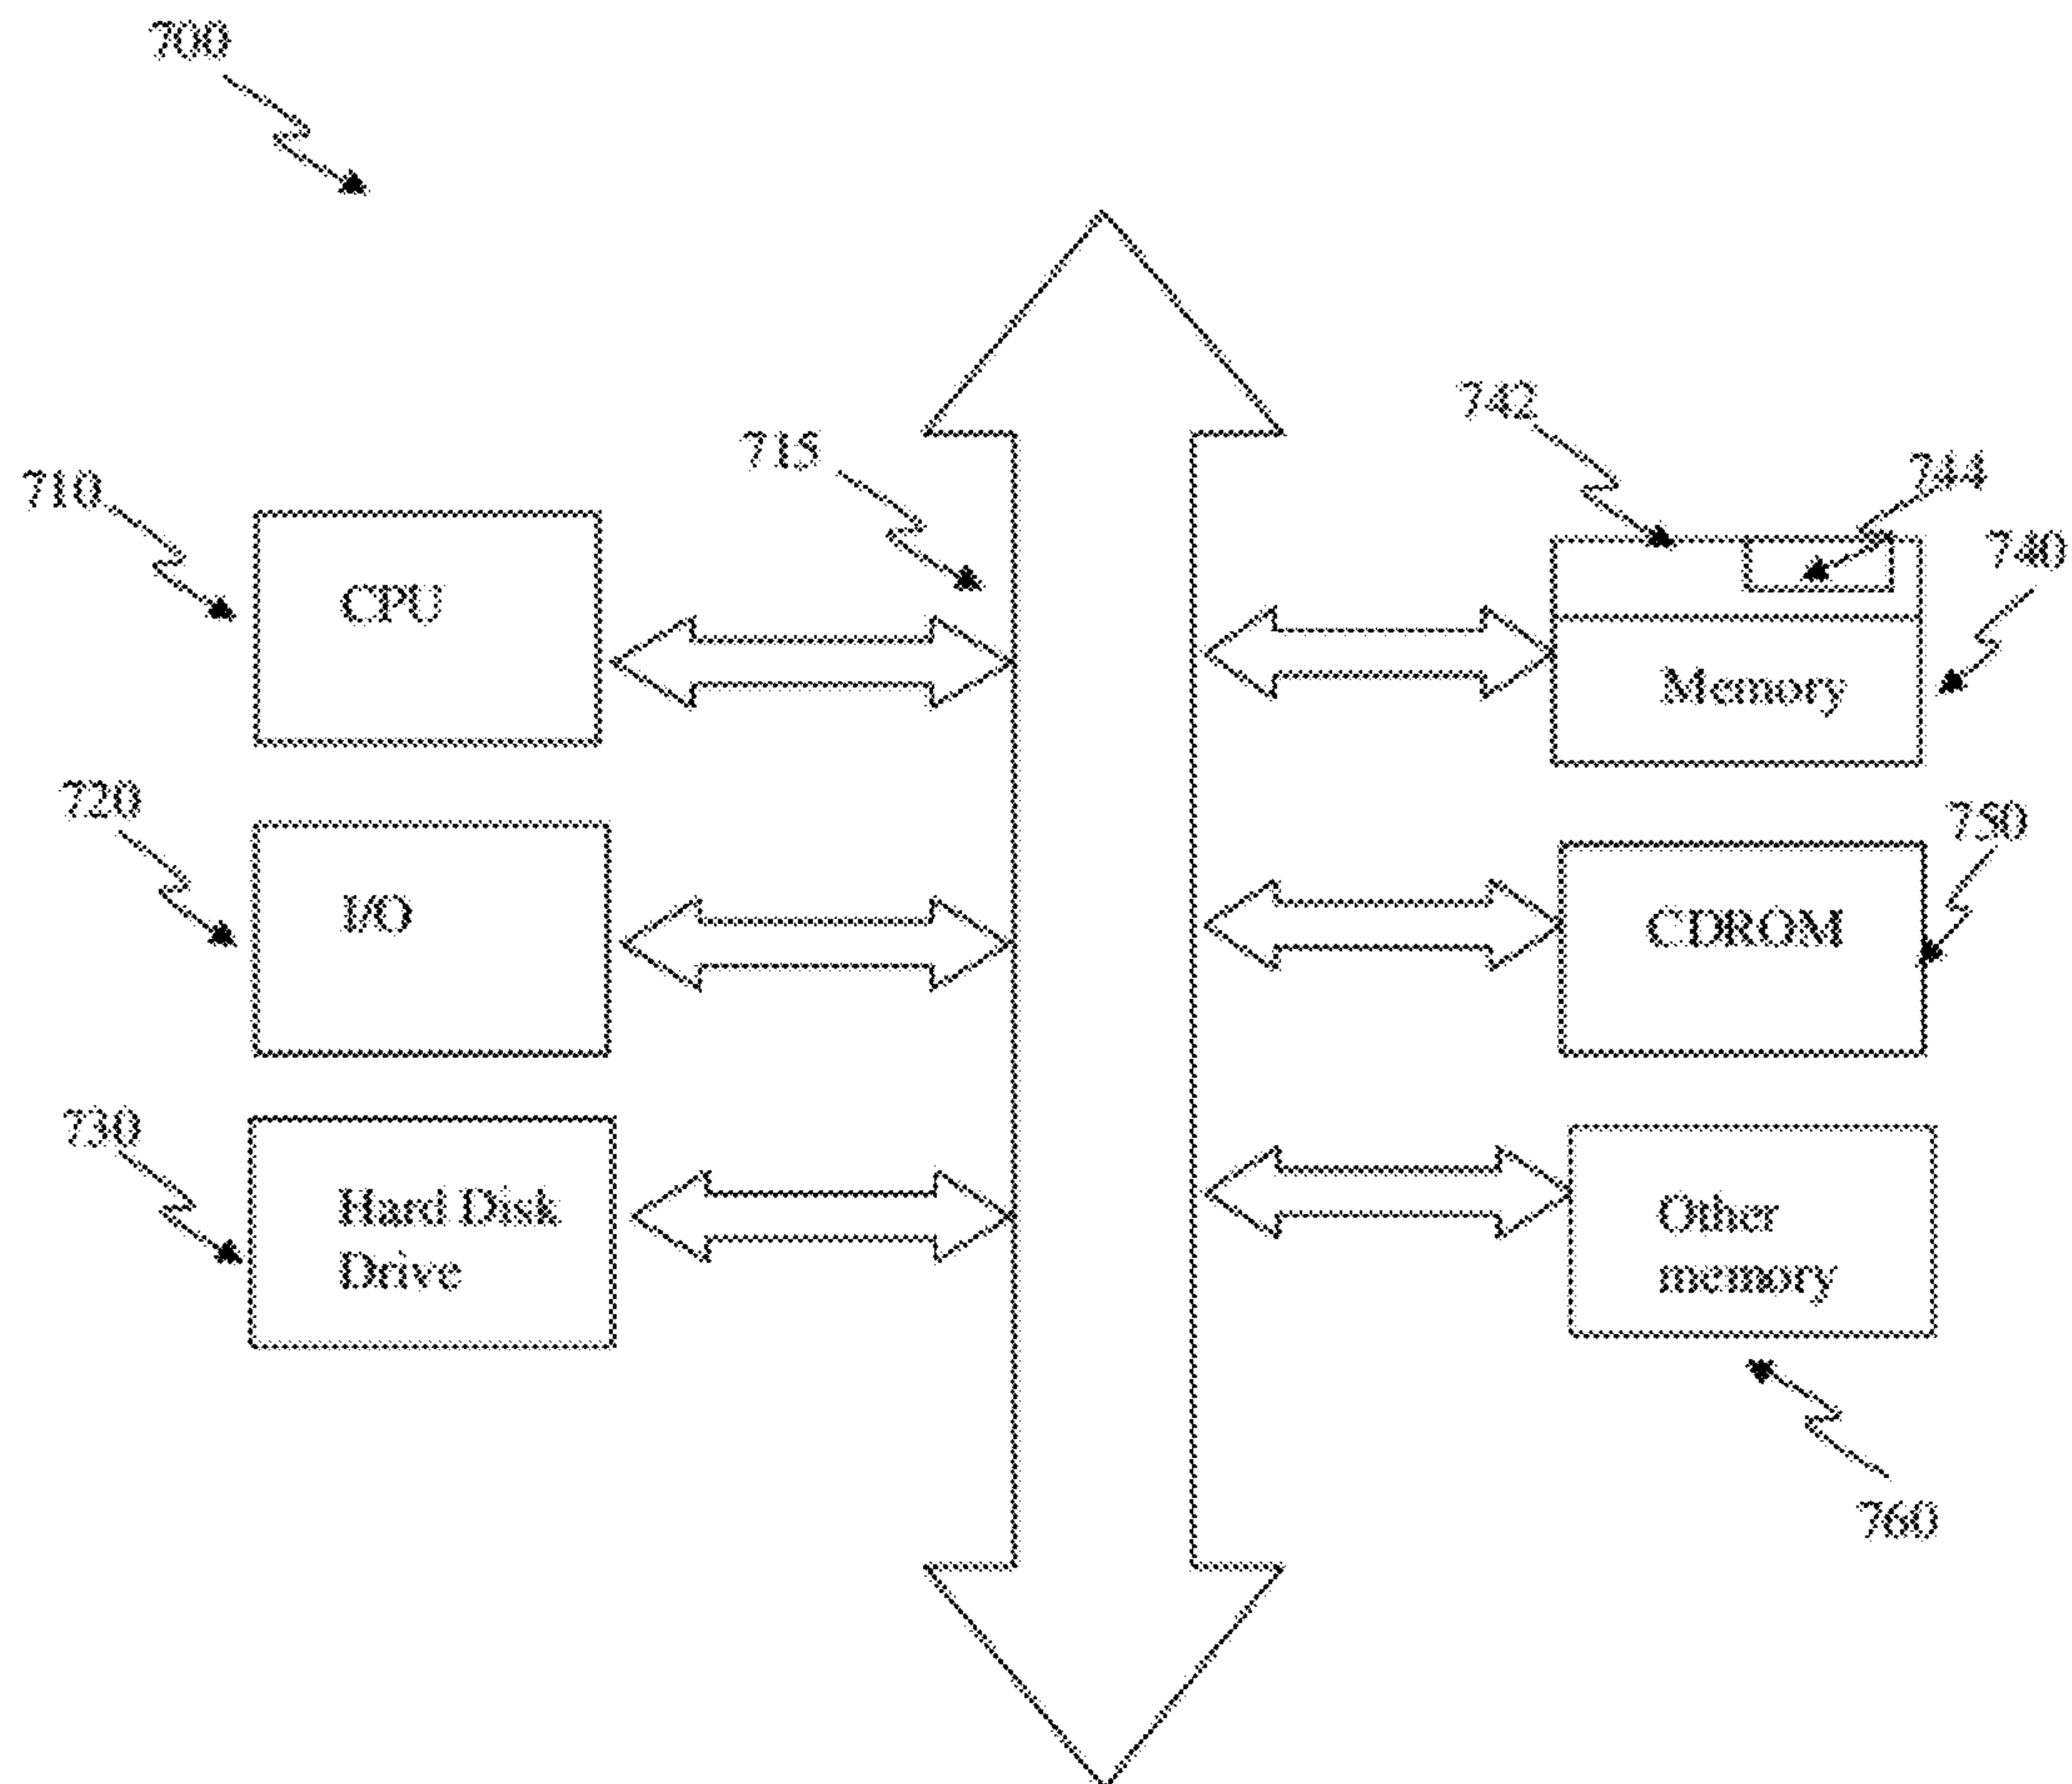 700
742
715
744
710
740
CPU
Memory
720
750
I/O
CDROM
730
Hard Disk
Drive
Other
memory
760